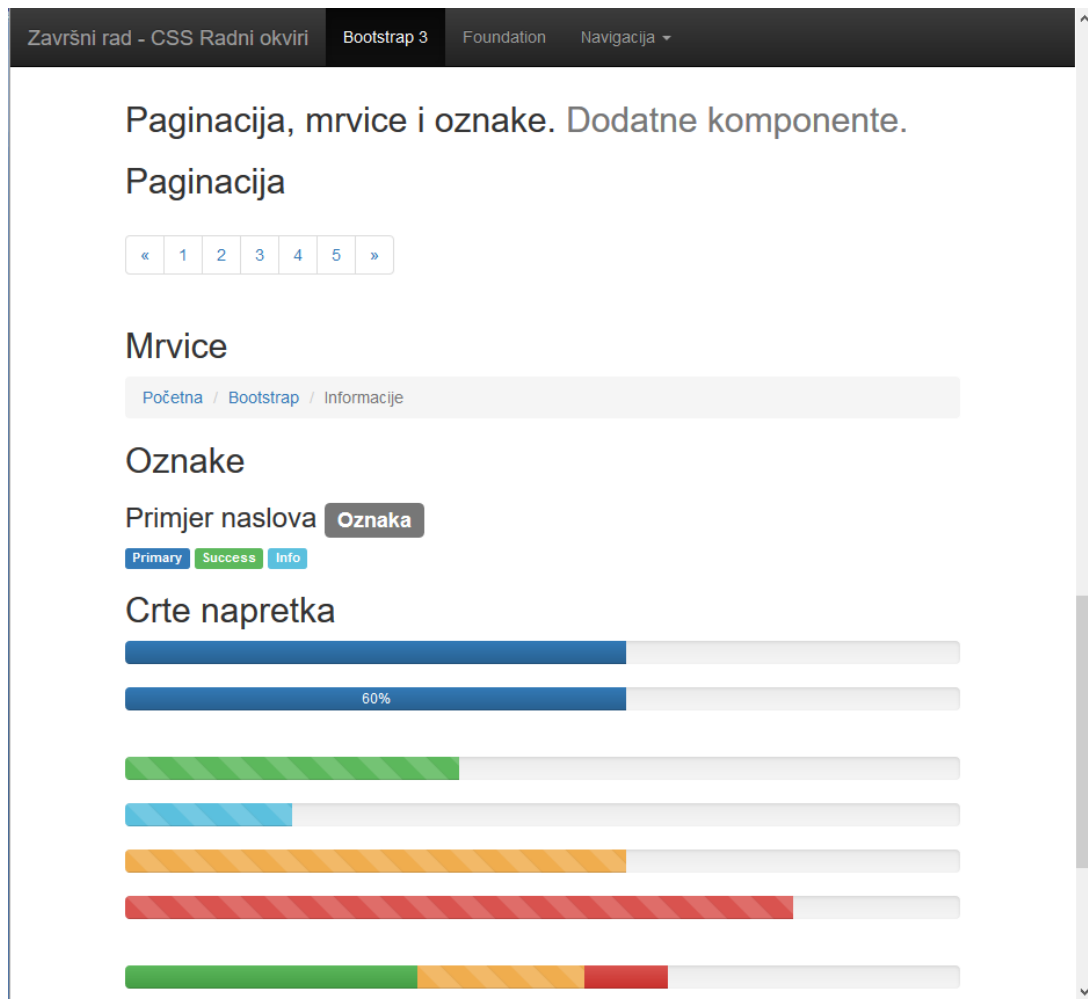 Završni rad - CSS Radni okviri Bootstrap 3 Foundation Navigacija
Paginacija, mrvice i oznake. Dodatne komponente.
Paginacija
« 1 2 3 4 5 »
Mrvice
Početna / Bootstrap / Informacije
Oznake
Primjer naslova Oznaka
Primary Success Info
Crte napretka
60%